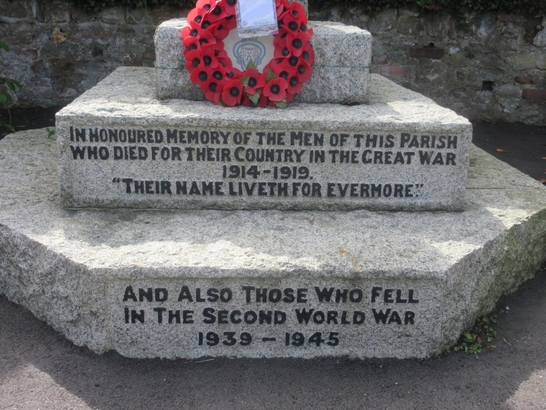 In Honoured Memory of the Men of this Parish
who died for their Country in the Great War
1914-1919.
"Their name liveth for evermore."
And Also Those Who Fell
In The Second World War
1939 - 1945